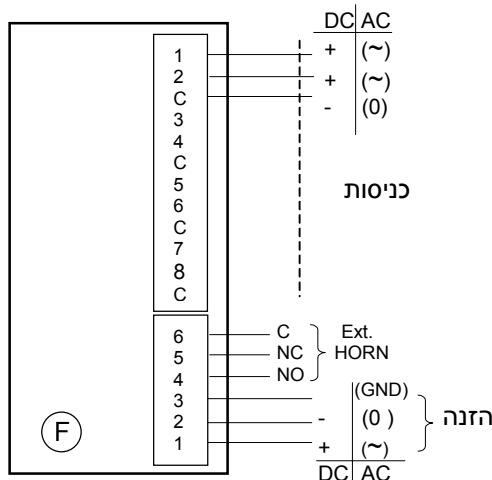 DC AC
1 + (~)
2 + (~)
C - (0)
3
4
C
5
6
C
7
8
C
כניסות
6 C Ext.
5 NC HORN
4 NO
3 (GND)
2 - (0 ) הזנה
1 + (~)
DC AC
F